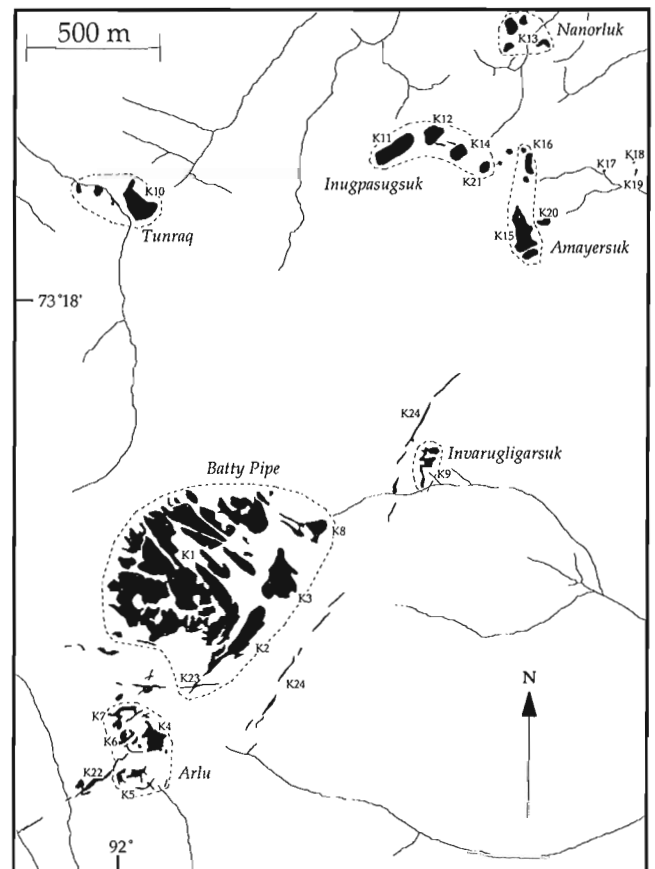 500 m
Nanorluk
K13
K12
K11
K14
K16
K21
K17
K18
K19
Inugpasugsuk
K10
K20
K15
Tunraq
Amayersuk
73°18'
K24
Invarugligarsuk
Batty Pipe
K9
K8
K1
K3
K2
K23
K24
N
K7
K4
K6
K22
Arlu
K5
92°